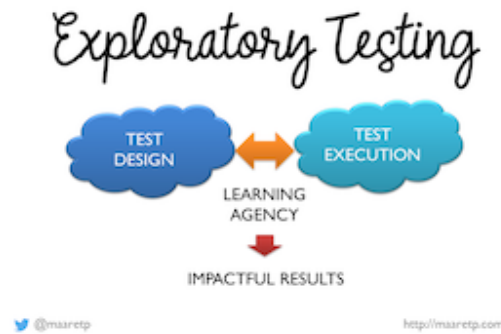 Exploratory Testing
TEST
DESIGN
TEST
EXECUTION
LEARNING
AGENCY
IMPACTFUL RESULTS
@maaretp
http://maaretp.com